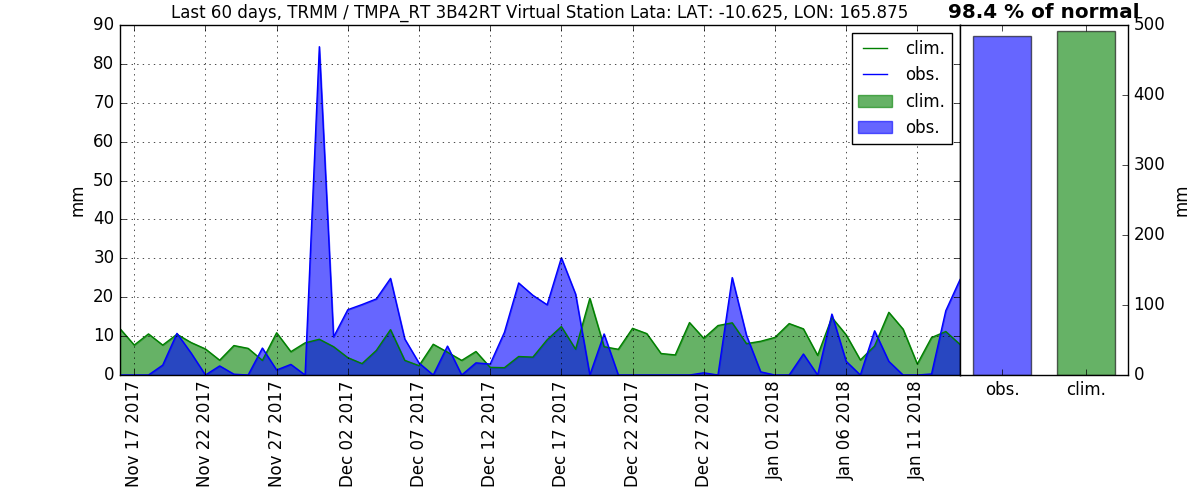 Last 60 days, TRMM / TMPA_RT 3B42RT Virtual Station Lata: LAT: -10.625, LON: 165.875
98.4 % of normal
90
80
70
60
50
40
30
20
10
0
mm
clim.
obs.
clim.
obs.
500
400
300
200
100
0
mm
obs.
clim.
Nov 17 2017
Nov 22 2017
Nov 27 2017
Dec 02 2017
Dec 07 2017
Dec 12 2017
Dec 17 2017
Dec 22 2017
Dec 27 2017
Jan 01 2018
Jan 06 2018
Jan 11 2018